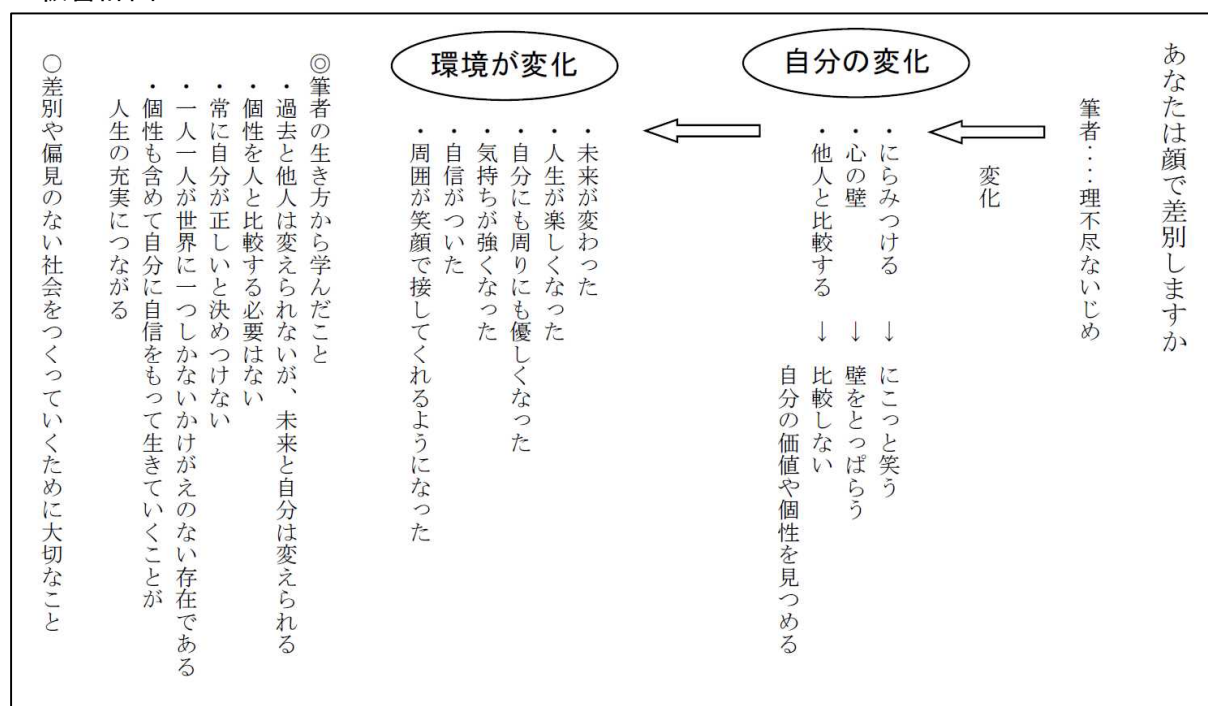 あなたは顔で差別しますか
筆者‥‥理不尽ないじめ
変化
自分の変化
・にらみつける → にこっと笑う
・心の壁 → 壁をとっぱらう
・他人と比較する → 比較しない
自分の価値や個性を見つめる
環境が変化
・未来が変わった
・人生が楽しくなった
・自分にも周りにも優しくなった
・気持ちが強くなった
・自信がついた
・周囲が笑顔で接してくれるようになった
◎筆者の生き方から学んだこと
・過去と他人は変えられないが、未来と自分は変えられる
・個性を人と比較する必要はない
・常に自分が正しいと決めつけない
・一人一人が世界に一つしかないかけがえのない存在である
・個性も含めて自分に自信をもって生きていくことが
人生の充実につながる
○差別や偏見のない社会をつくっていくために大切なこと